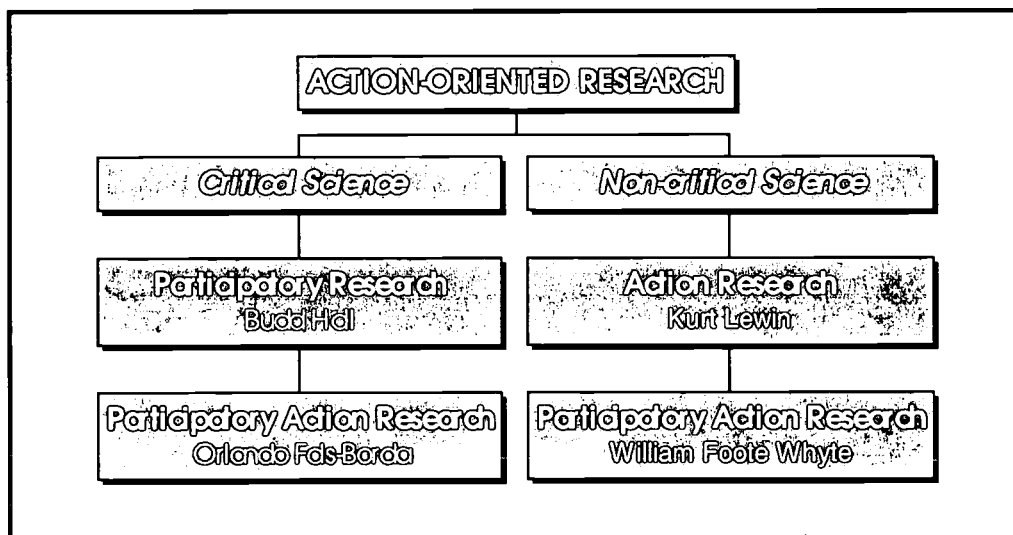 ACTION-ORIENTED RESEARCH
Critical Science
Non-critical Science
Participatory Research
Budd Hall
Action Research
Kurt Lewin
Participatory Action Research
Orlando Fals-Borda
Participatory Action Research
William Foote Whyte